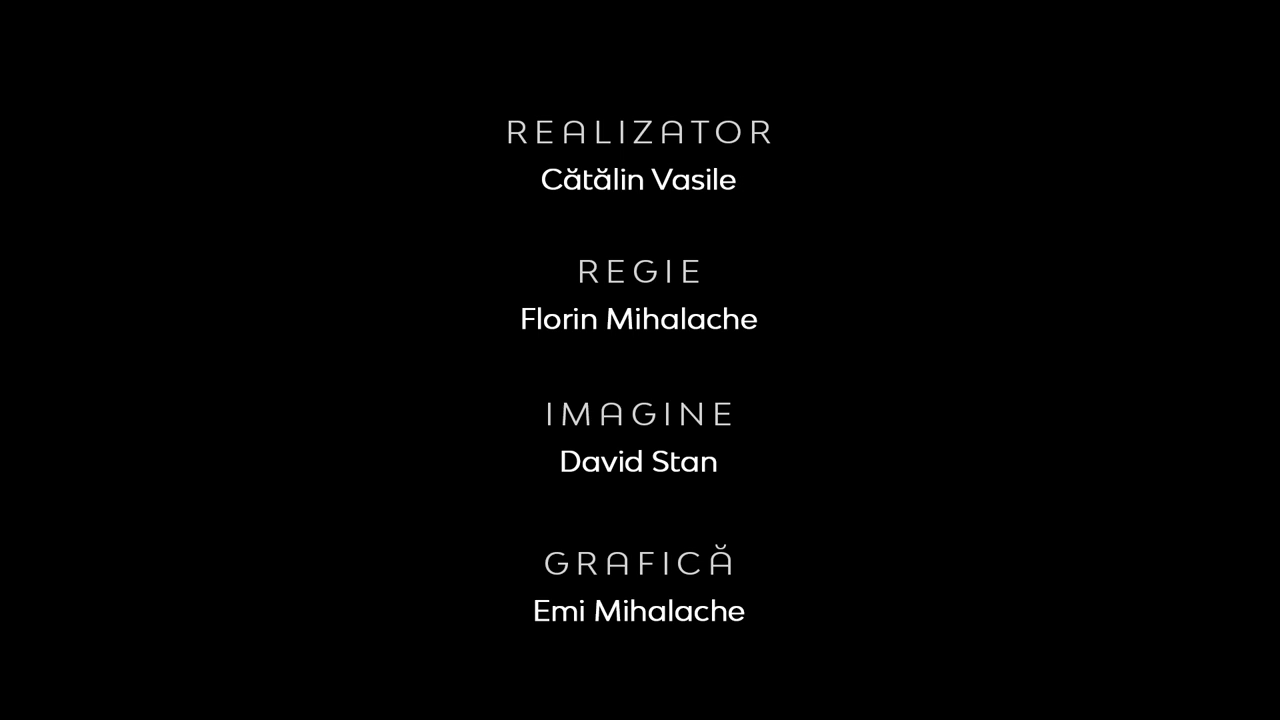 REALIZATOR
Cătălin Vasile
REGIE
Florin Mihalache
IMAGINE
David Stan
GRAFICĂ
Emi Mihalache